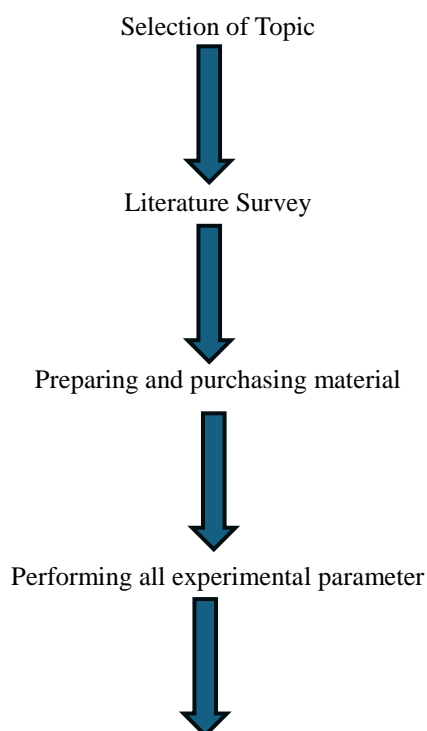 Selection of Topic
Literature Survey
Preparing and purchasing material
Performing all experimental parameter